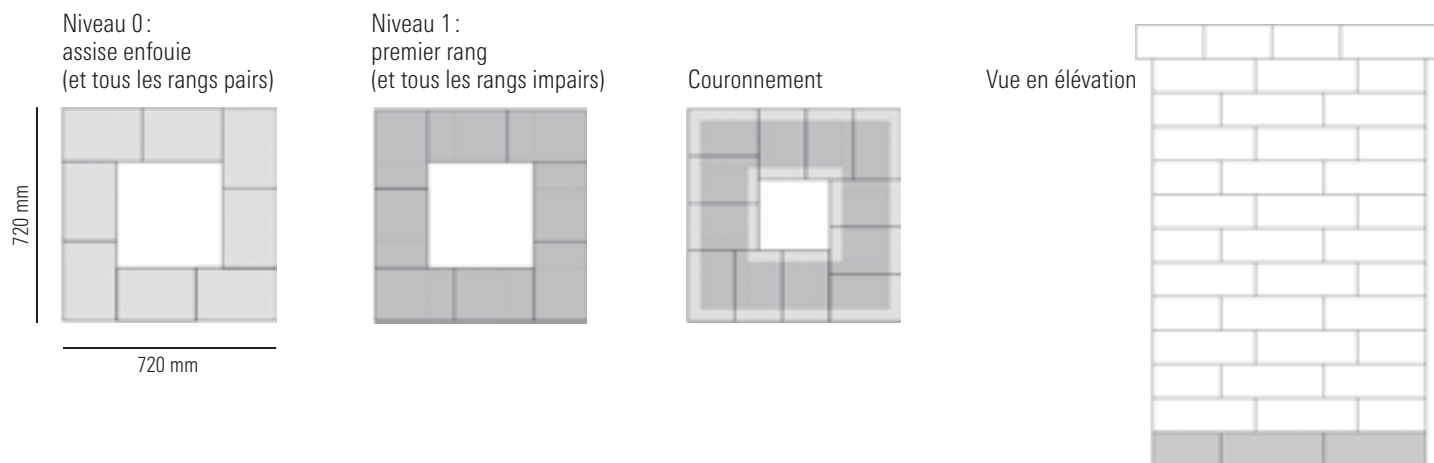 Niveau 0 :
assise enfouie
(et tous les rangs pairs)
Niveau 1 :
premier rang
(et tous les rangs impairs)
Couronnement
Vue en élévation
720 mm
720 mm